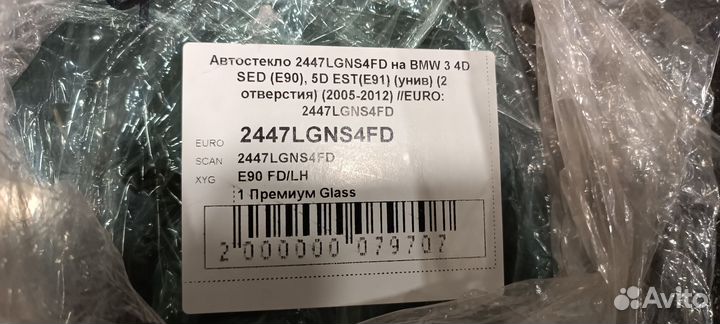 Автостекло 2447LGNS4FD на BMW 3 4D
SED (E90), 5D EST(E91) (унив) (2
отверстия) (2005-2012) //EURO:
2447LGNS4FD
EURO 2447LGNS4FD
SCAN 2447LGNS4FD
XYG E90 FD/LH
1 Премиум Glass
2 000000 079707
Avito